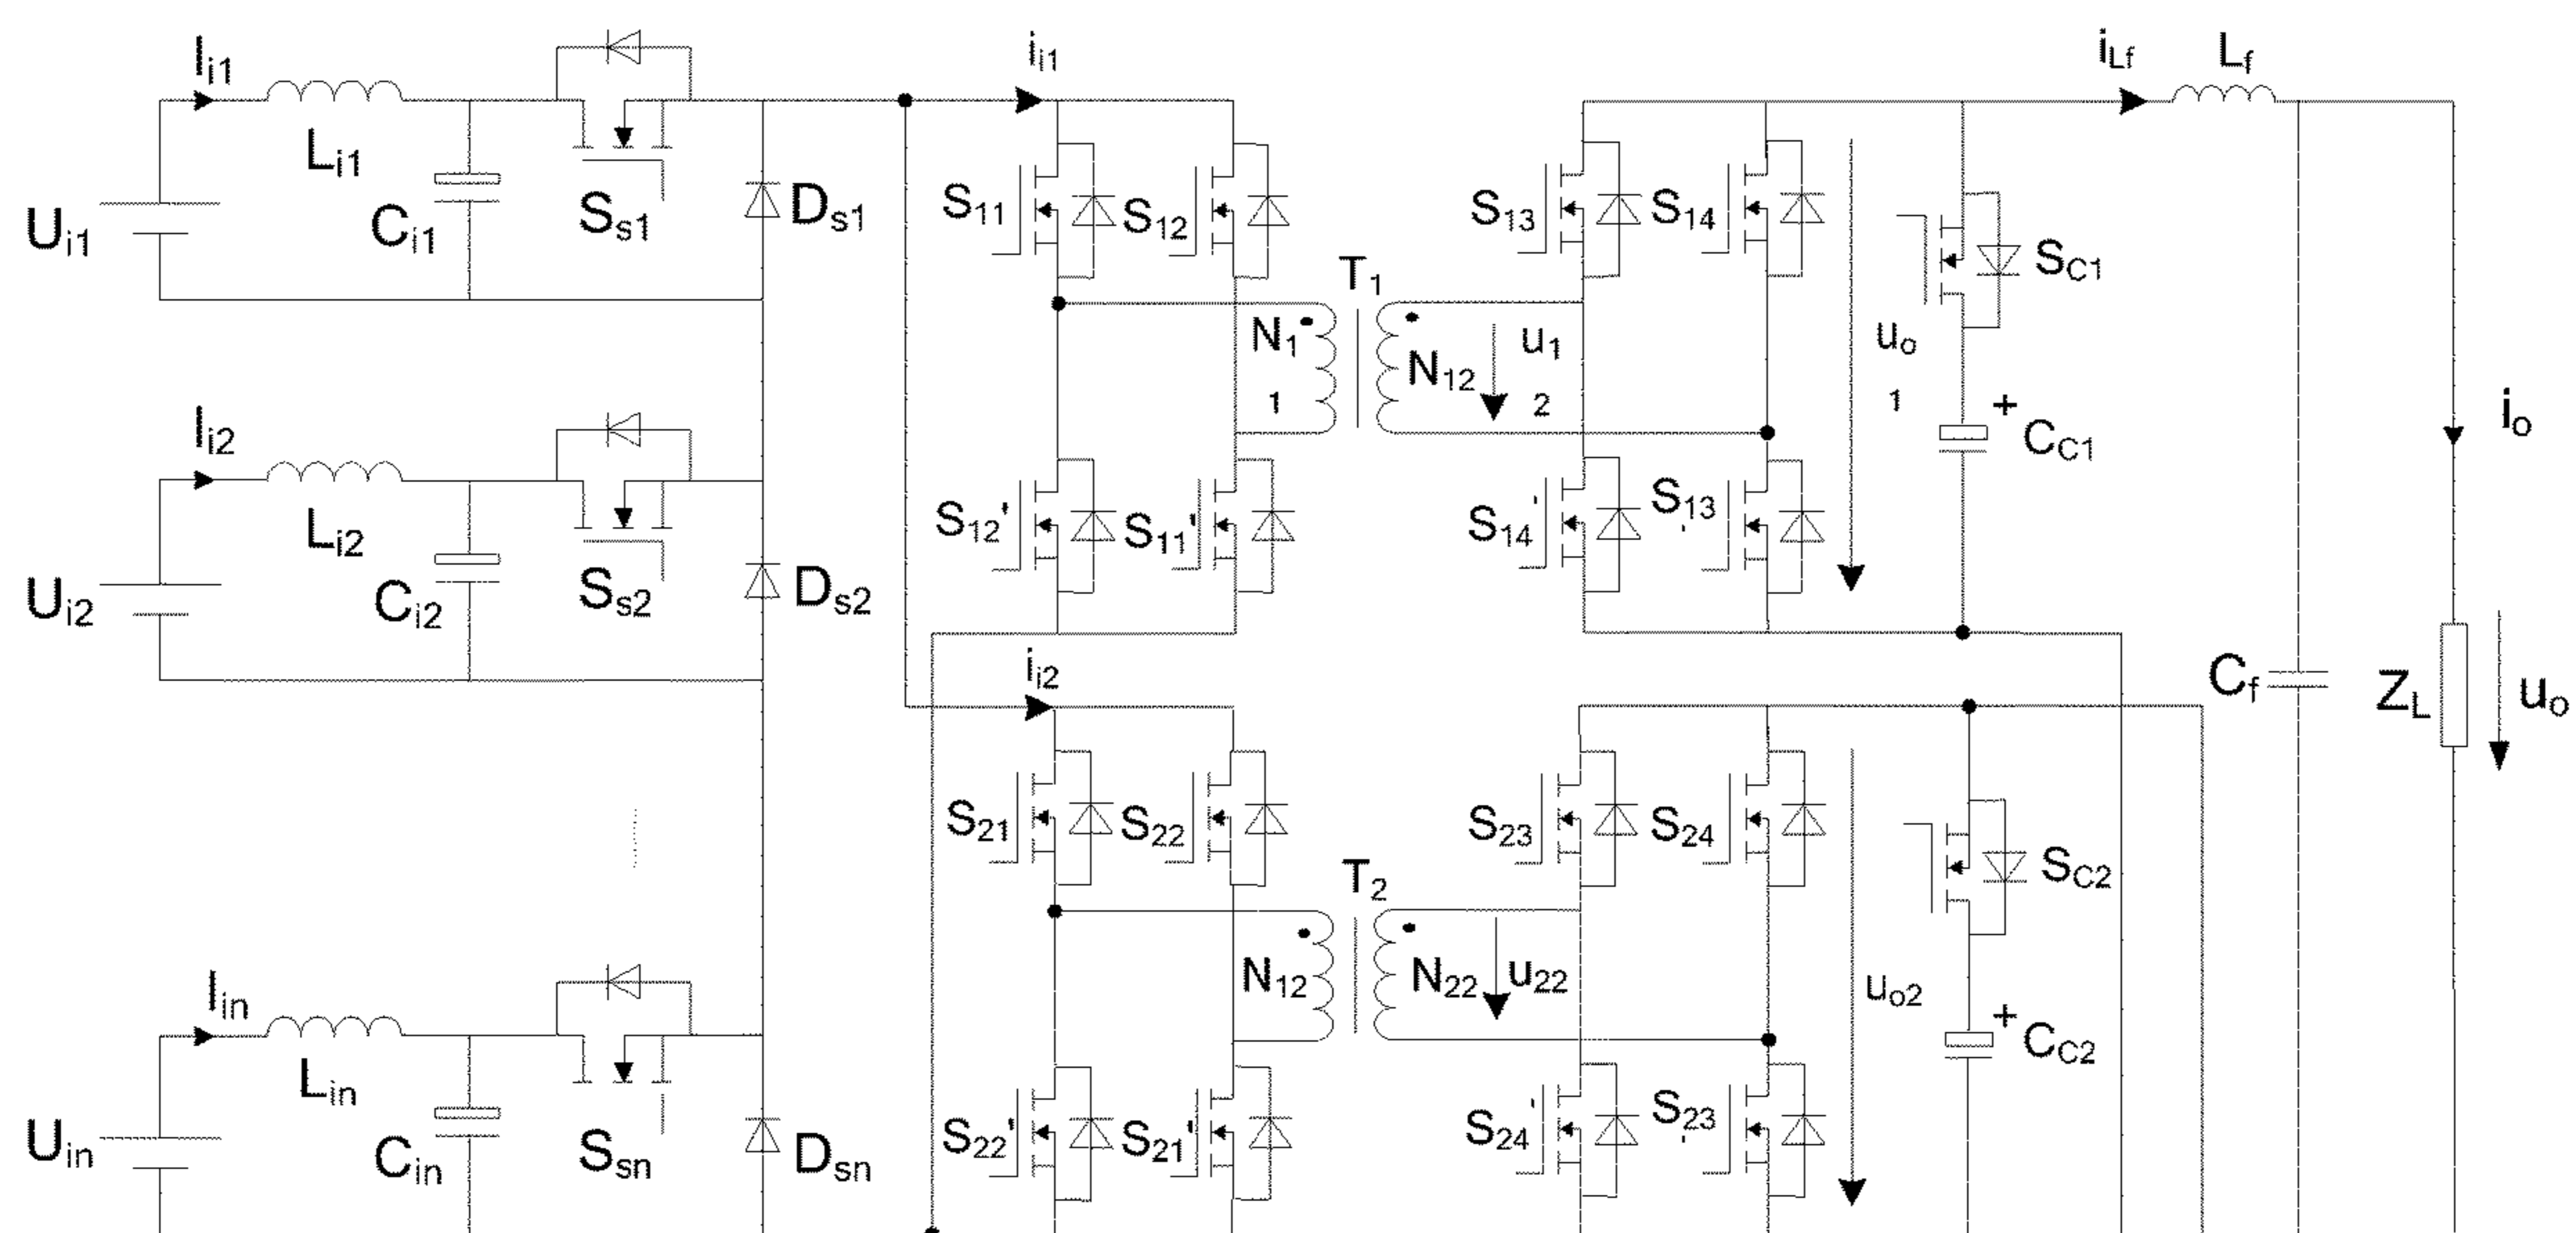 Ii1
Li1
Ci1
Ui1
Ss1
Ds1
ii1
S11
S12
S12'
S11'
T1
N1
1
N12
u1
2
S13
S14
S14'
S13
'
uo
1
SC1
+
CC1
iLf
Lf
io
Cf
ZL
uo
Ii2
Li2
Ci2
Ui2
Ss2
Ds2
ii2
S21
S22
S22'
S21'
T2
N12
N22
u22
S23
S24
S24'
S23
'
uo2
SC2
+
CC2
Iin
Lin
Cin
Uin
Ssn
Dsn